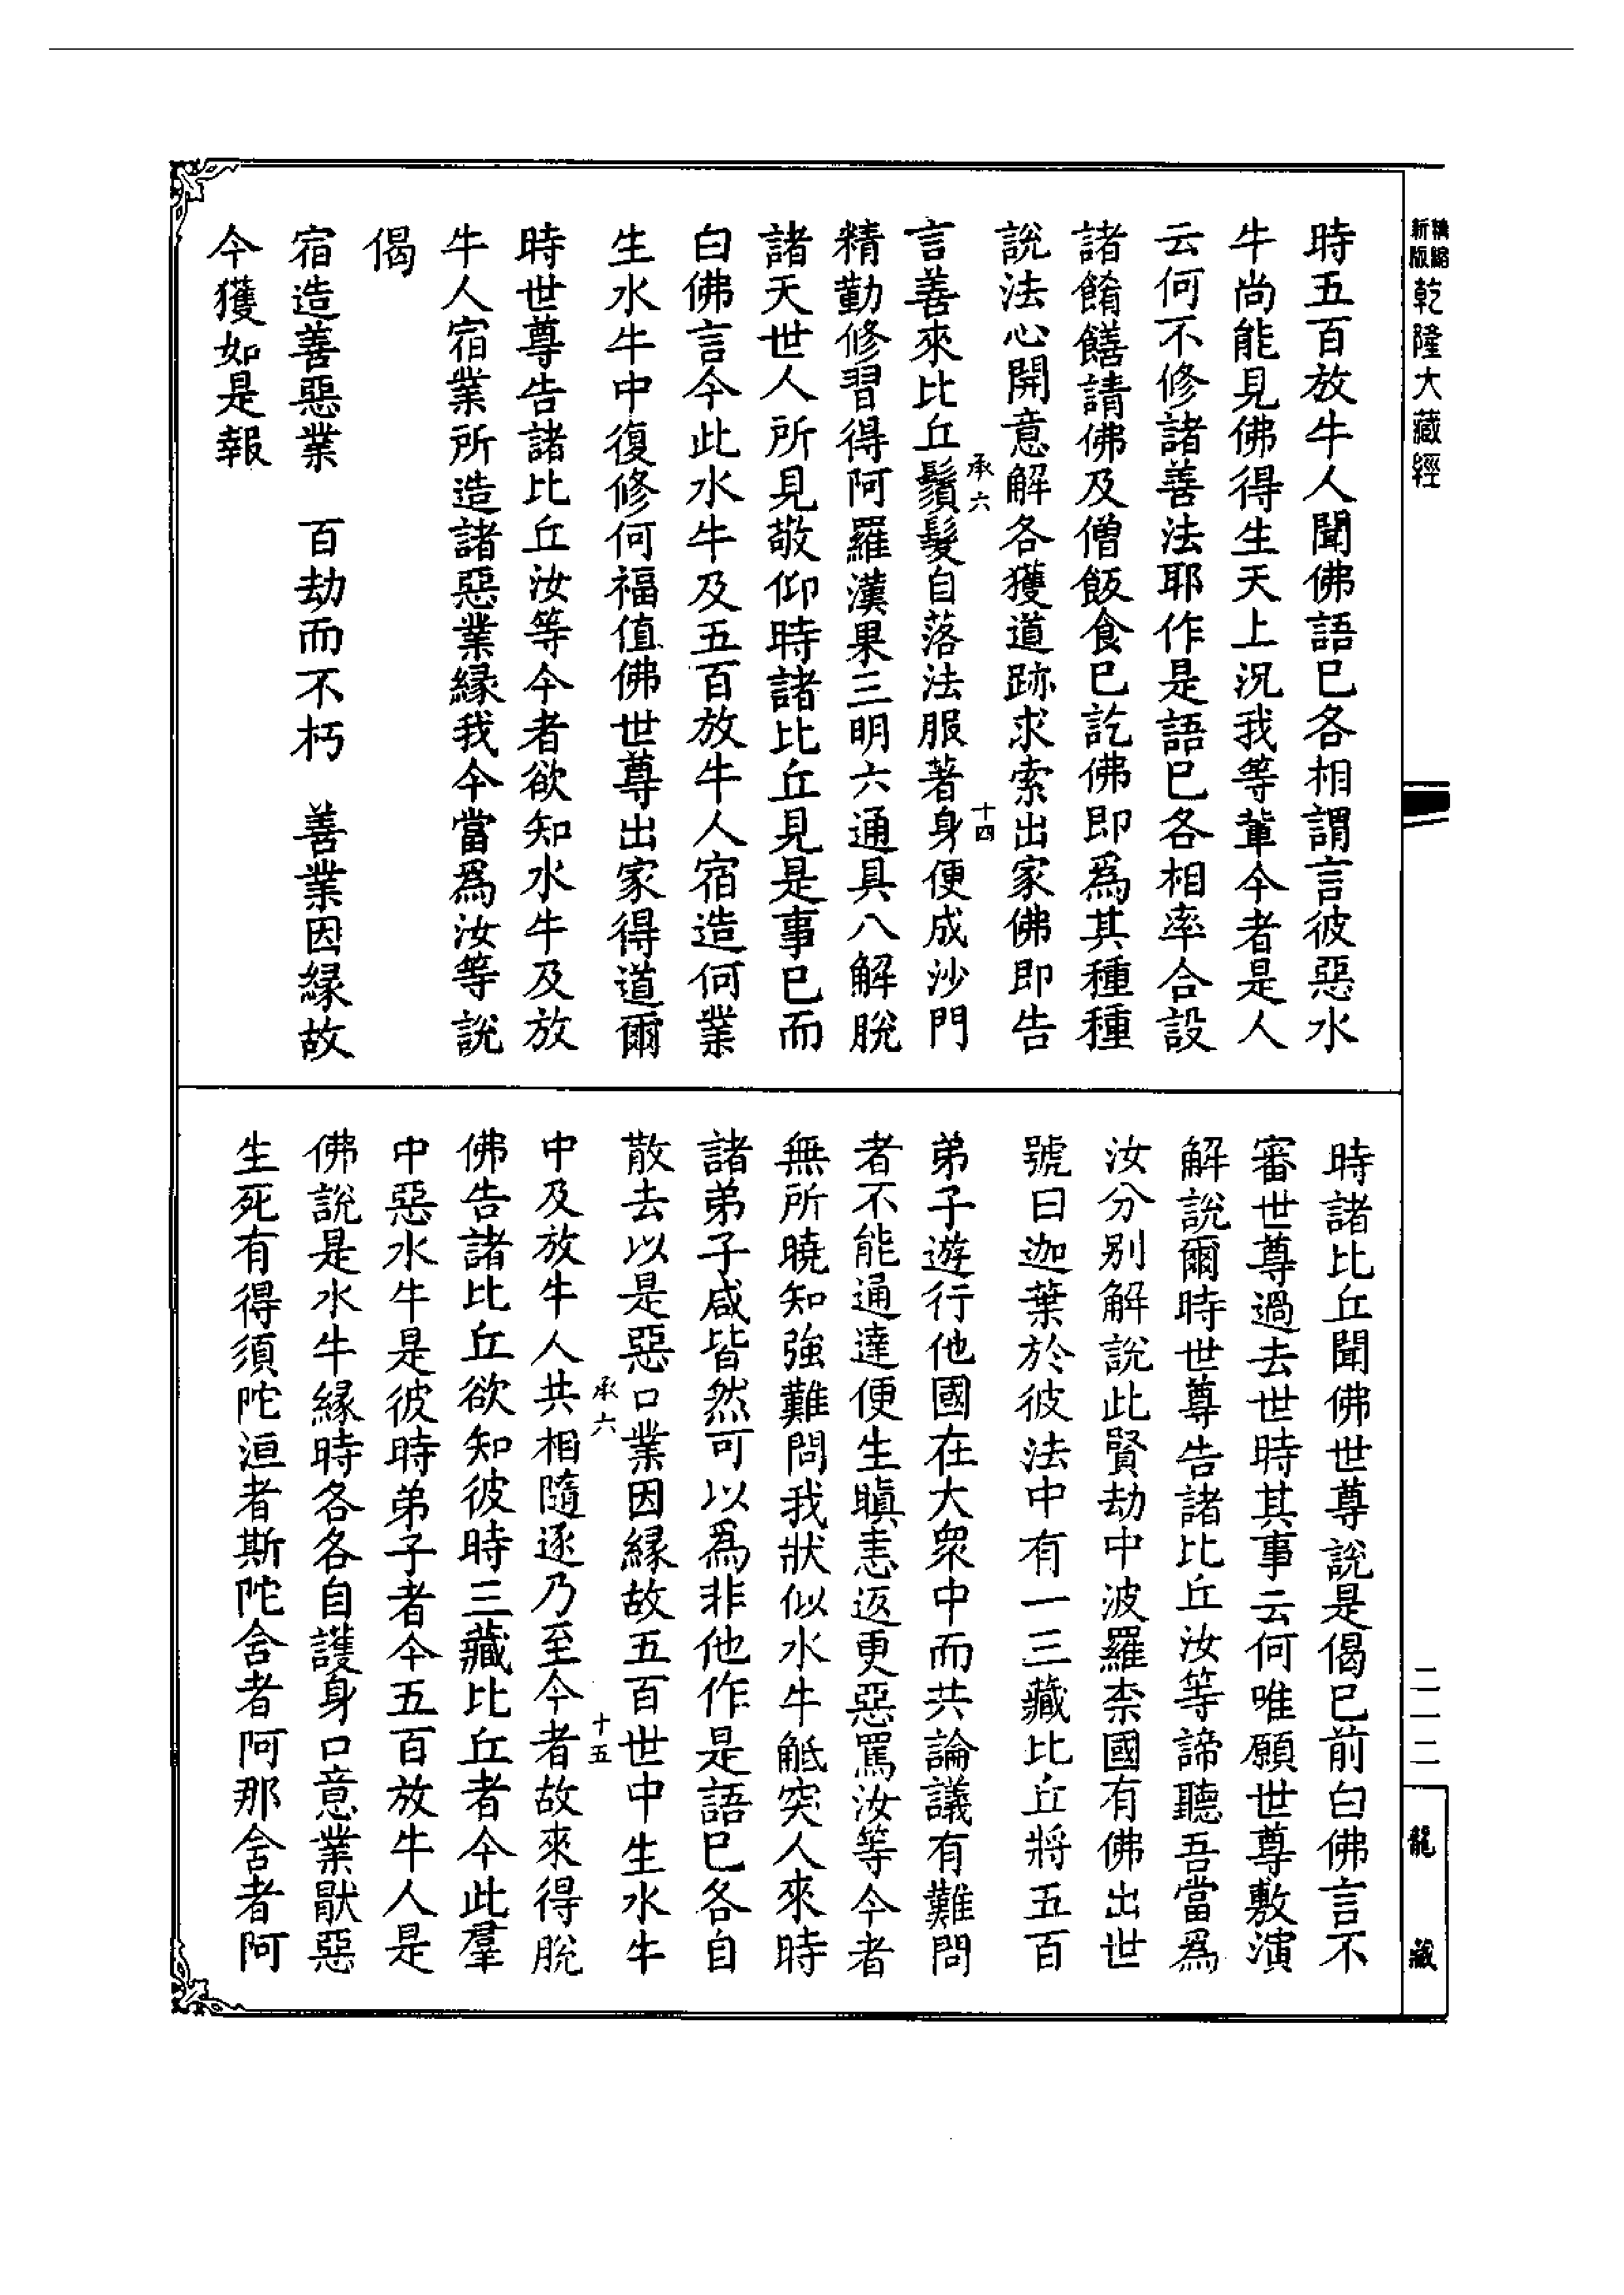 新版精縮
乾隆大藏經
時五百放牛人聞佛語巳各相謂言彼惡水
牛尚能見佛得生天上況我等輩今者是人
云何不修諸善法耶作是語巳各相率合設
諸餚饍請佛及僧飯食巳訖佛即爲其種種
說法心開意解各獲道跡求索出家佛即告
承六
十四
言善來比丘鬚髮自落法服著身便成沙門
精勤修習得阿羅漢果三明六通具八解脫
諸天世人所見敬仰時諸比丘見是事巳而
白佛言今此水牛及五百放牛人宿造何業
生水牛中復修何福值佛世尊出家得道爾
時世尊告諸比丘汝等今者欲知水牛及放
牛人宿業所造諸惡業緣我今當爲汝等說
偈
宿造善惡業 百劫而不朽 善業因緣故
今獲如是報
時諸比丘聞佛世尊說是偈巳前白佛言不
審世尊過去世時其事云何唯願世尊敷演
解說爾時世尊告諸比丘汝等諦聽吾當爲
汝分別解說此賢劫中波羅柰國有佛出世
號曰迦葉於彼法中有一三藏比丘將五百
弟子遊行他國在大眾中而共論議有難問
者不能通達便生瞋恚返更惡罵汝等今者
無所曉知強難問我狀似水牛觝突人來時
諸弟子咸皆然可以爲非他作是語巳各自
散去以是惡口業因緣故五百世中生水牛
承六
十五
中及放牛人共相隨逐乃至今者故來得脫
佛告諸比丘欲知彼時三藏比丘者今此羣
中惡水牛是彼時弟子者今五百放牛人是
佛說是水牛緣時各各自護身口意業厭惡
生死有得須陀洹者斯陀含者阿那含者阿
二一二
龍藏